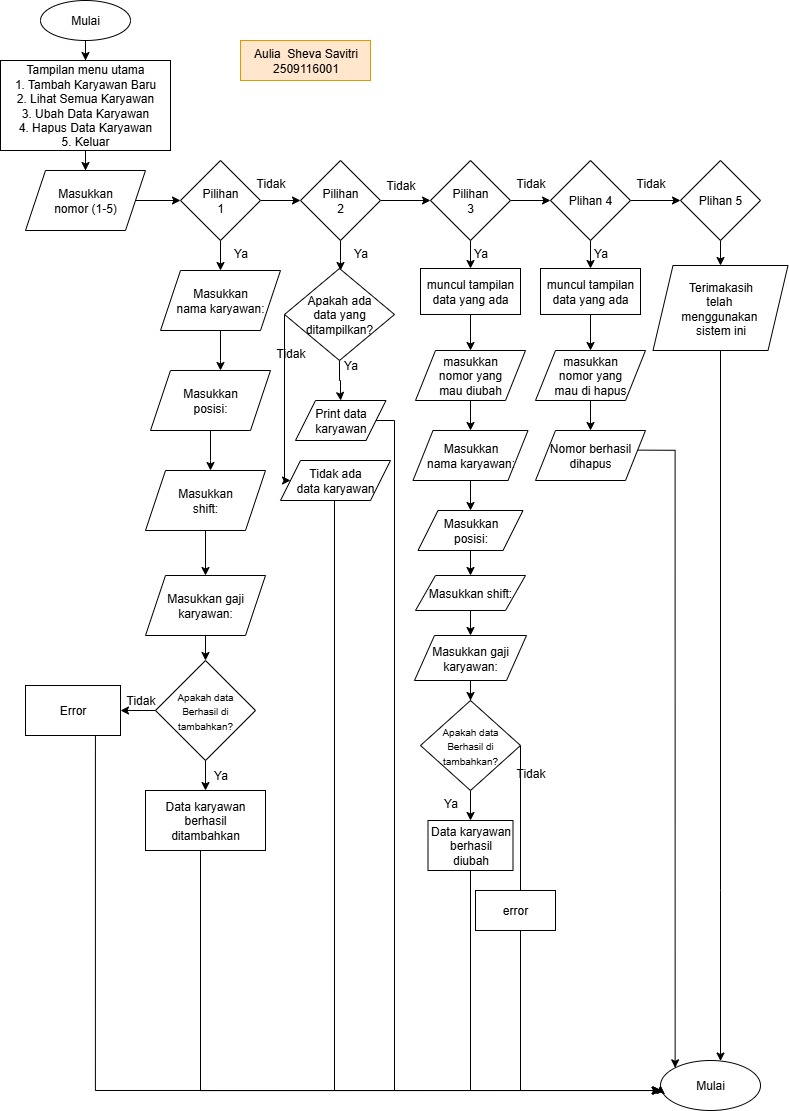 Mulai
Aulia Sheva Savitri
2509116001
Tampilan menu utama
1. Tambah Karyawan Baru
2. Lihat Semua Karyawan
3. Ubah Data Karyawan
4. Hapus Data Karyawan
5. Keluar
Masukkan
nomor (1-5)
Pilihan
1
Tidak
Pilihan
2
Tidak
Pilihan
3
Tidak
Plihan 4
Tidak
Plihan 5
Ya
Masukkan
nama karyawan:
Masukkan
posisi:
Masukkan
shift:
Masukkan gaji
karyawan:
Apakah data
Berhasil di
tambahkan?
Tidak
Error
Ya
Data karyawan
berhasil
ditambahkan
Ya
Apakah ada
data yang
ditampilkan?
Tidak
Ya
Print data
karyawan
Tidak ada
data karyawan
Ya
muncul tampilan
data yang ada
masukkan
nomor yang
mau diubah
Masukkan
nama karyawan:
Masukkan
posisi:
Masukkan shift:
Masukkan gaji
karyawan:
Apakah data
Berhasil di
tambahkan?
Tidak
Ya
Data karyawan
berhasil
diubah
error
Ya
muncul tampilan
data yang ada
masukkan
nomor yang
mau di hapus
Nomor berhasil
dihapus
Terimakasih
telah
menggunakan
sistem ini
Mulai